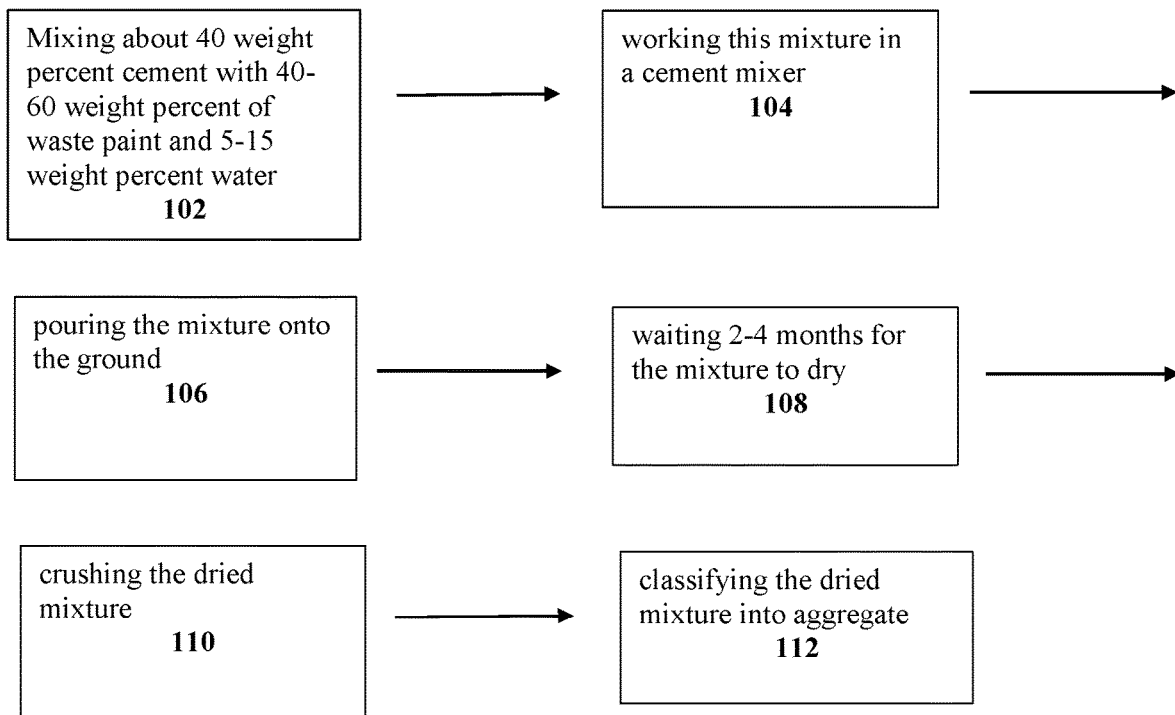 Mixing about 40 weight
percent cement with 40-
60 weight percent of
waste paint and 5-15
weight percent water
102
working this mixture in
a cement mixer
104
pouring the mixture onto
the ground
106
waiting 2-4 months for
the mixture to dry
108
crushing the dried
mixture
110
classifying the dried
mixture into aggregate
112